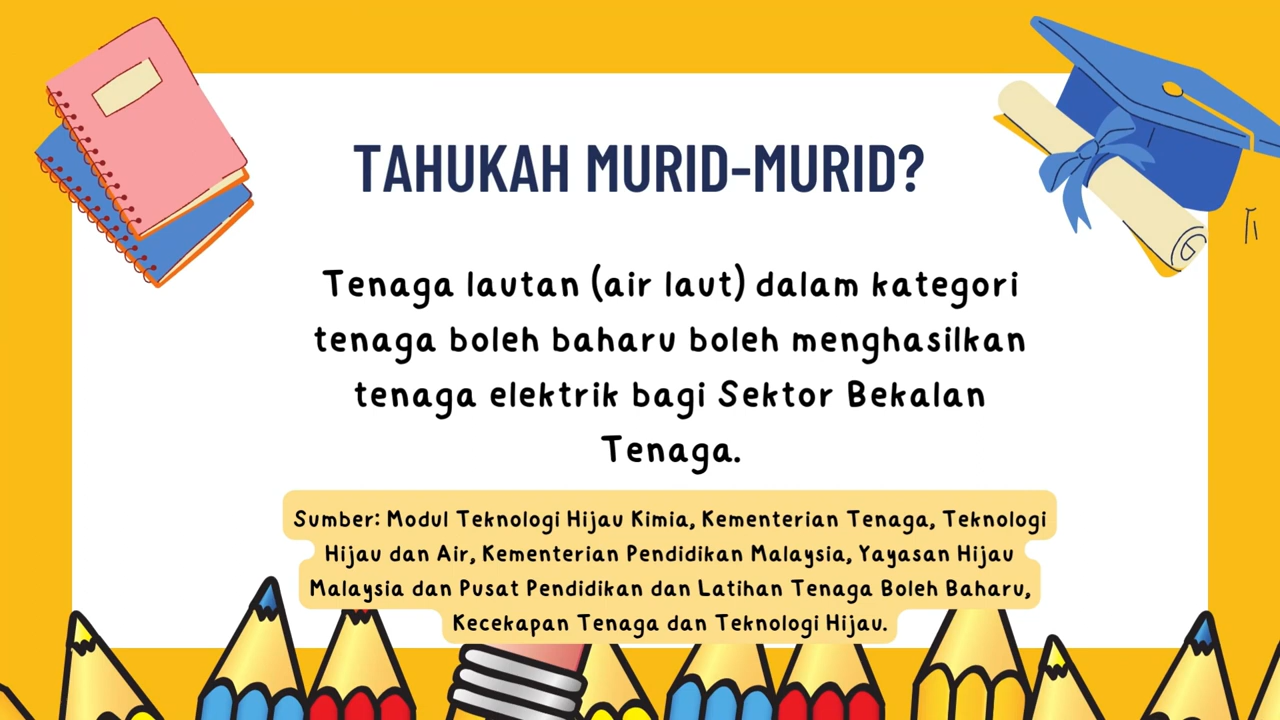 TAHUKAH MURID-MURID?
Tenaga lautan (air laut) dalam kategori
tenaga boleh baharu boleh menghasilkan
tenaga elektrik bagi Sektor Bekalan
Tenaga.
Sumber: Modul Teknologi Hijau Kimia, Kementerian Tenaga, Teknologi
Hijau dan Air, Kementerian Pendidikan Malaysia, Yayasan Hijau
Malaysia dan Pusat Pendidikan dan Latihan Tenaga Boleh Baharu,
Kecekapan Tenaga dan Teknologi Hijau.